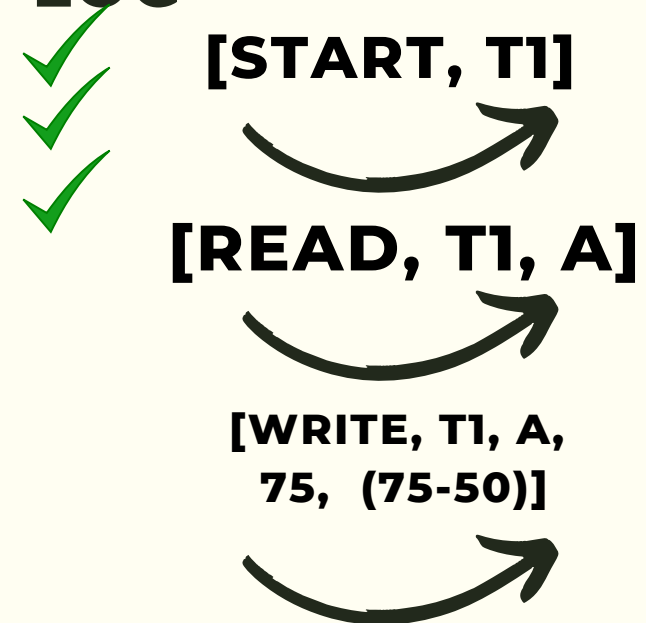 [START, T1]
[READ, T1, A]
[WRITE, T1, A,
75, (75-50)]